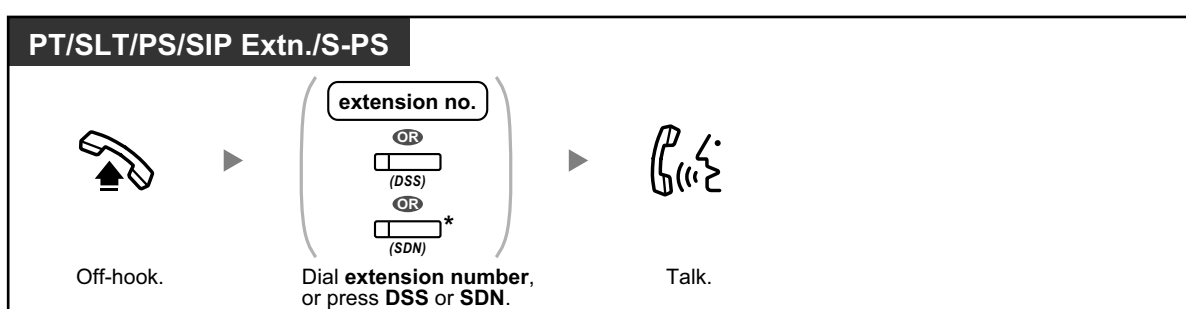 PT/SLT/PS/SIP Extn./S-PS
extension no.
OR
(DSS)
OR
*
(SDN)
Off-hook.
Dial extension number,
or press DSS or SDN.
Talk.